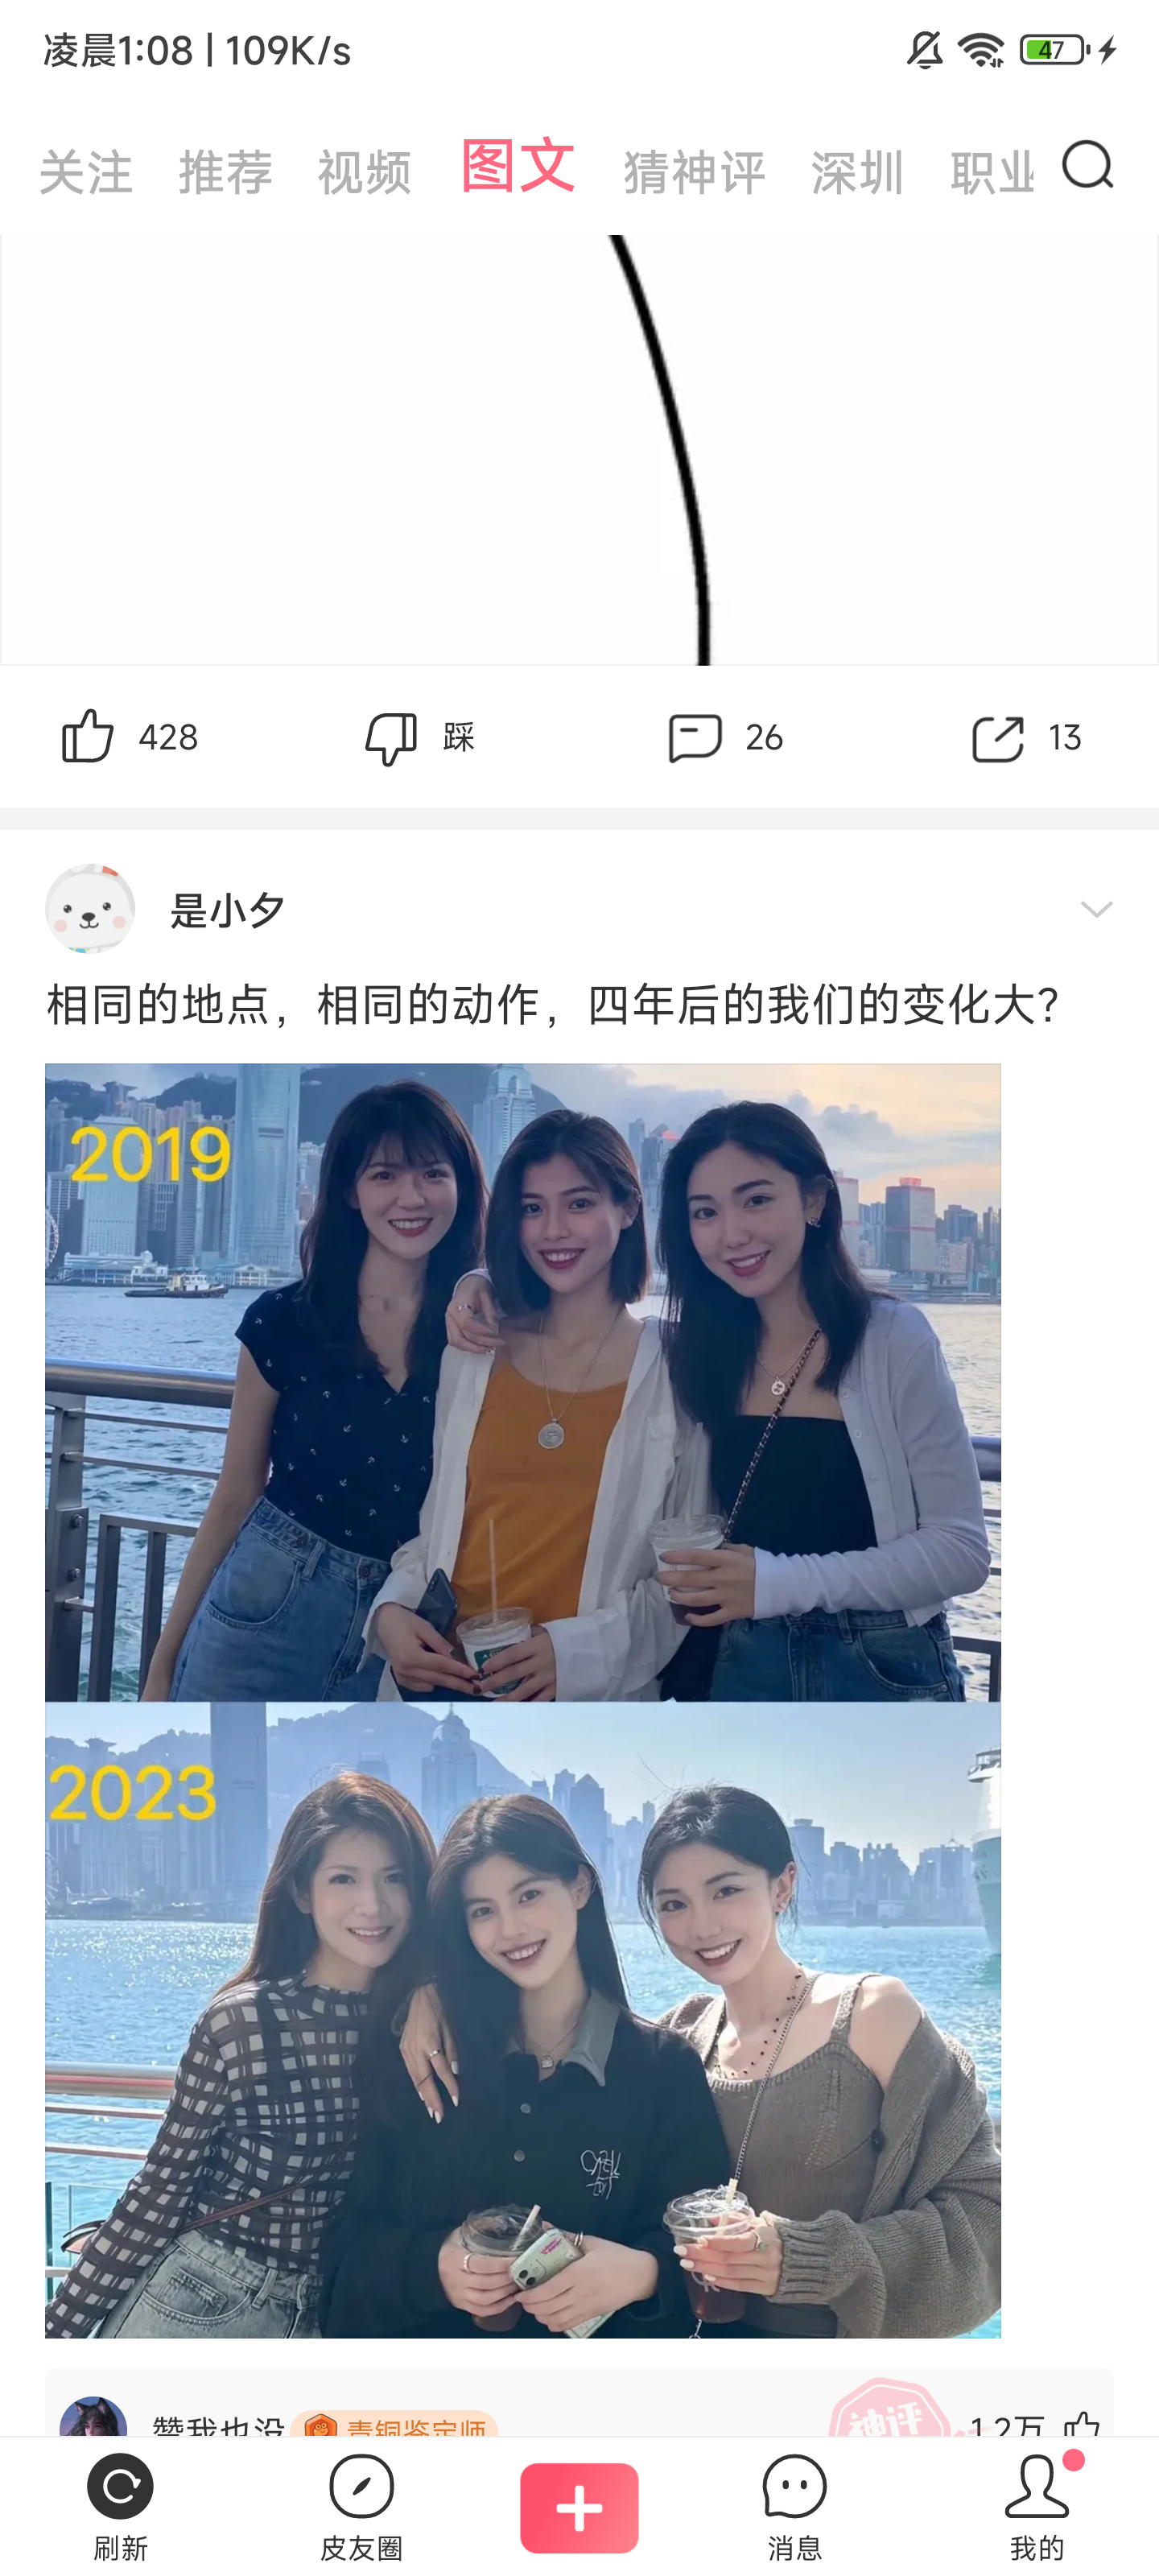 凌晨1:08 | 109K/s
47
关注 推荐 视频 图文 猜神评 深圳 职业
428 踩 26 13
是小夕
相同的地点，相同的动作，四年后的我们的变化大？
2019
2023
赞我也没 青铜鉴定师 神评 1.2万
刷新 皮友圈 消息 我的